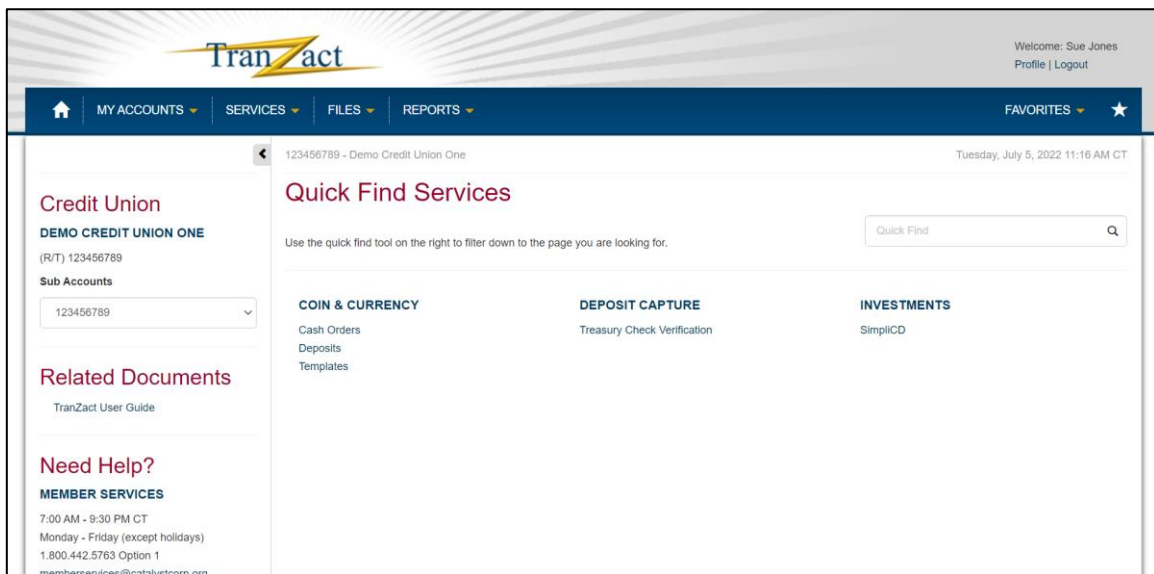 TranZact
Welcome: Sue Jones
Profile | Logout
MY ACCOUNTS SERVICES FILES REPORTS FAVORITES
123456789 - Demo Credit Union One
Tuesday, July 5, 2022 11:16 AM CT
Credit Union
DEMO CREDIT UNION ONE
(R/T) 123456789
Sub Accounts
123456789
Related Documents
TranZact User Guide
Need Help?
MEMBER SERVICES
7:00 AM - 9:30 PM CT
Monday - Friday (except holidays)
1.800.442.5763 Option 1
memberservices@catalystcorp.org
Quick Find Services
Use the quick find tool on the right to filter down to the page you are looking for.
Quick Find
COIN & CURRENCY
Cash Orders
Deposits
Templates
DEPOSIT CAPTURE
Treasury Check Verification
INVESTMENTS
SimpliCD